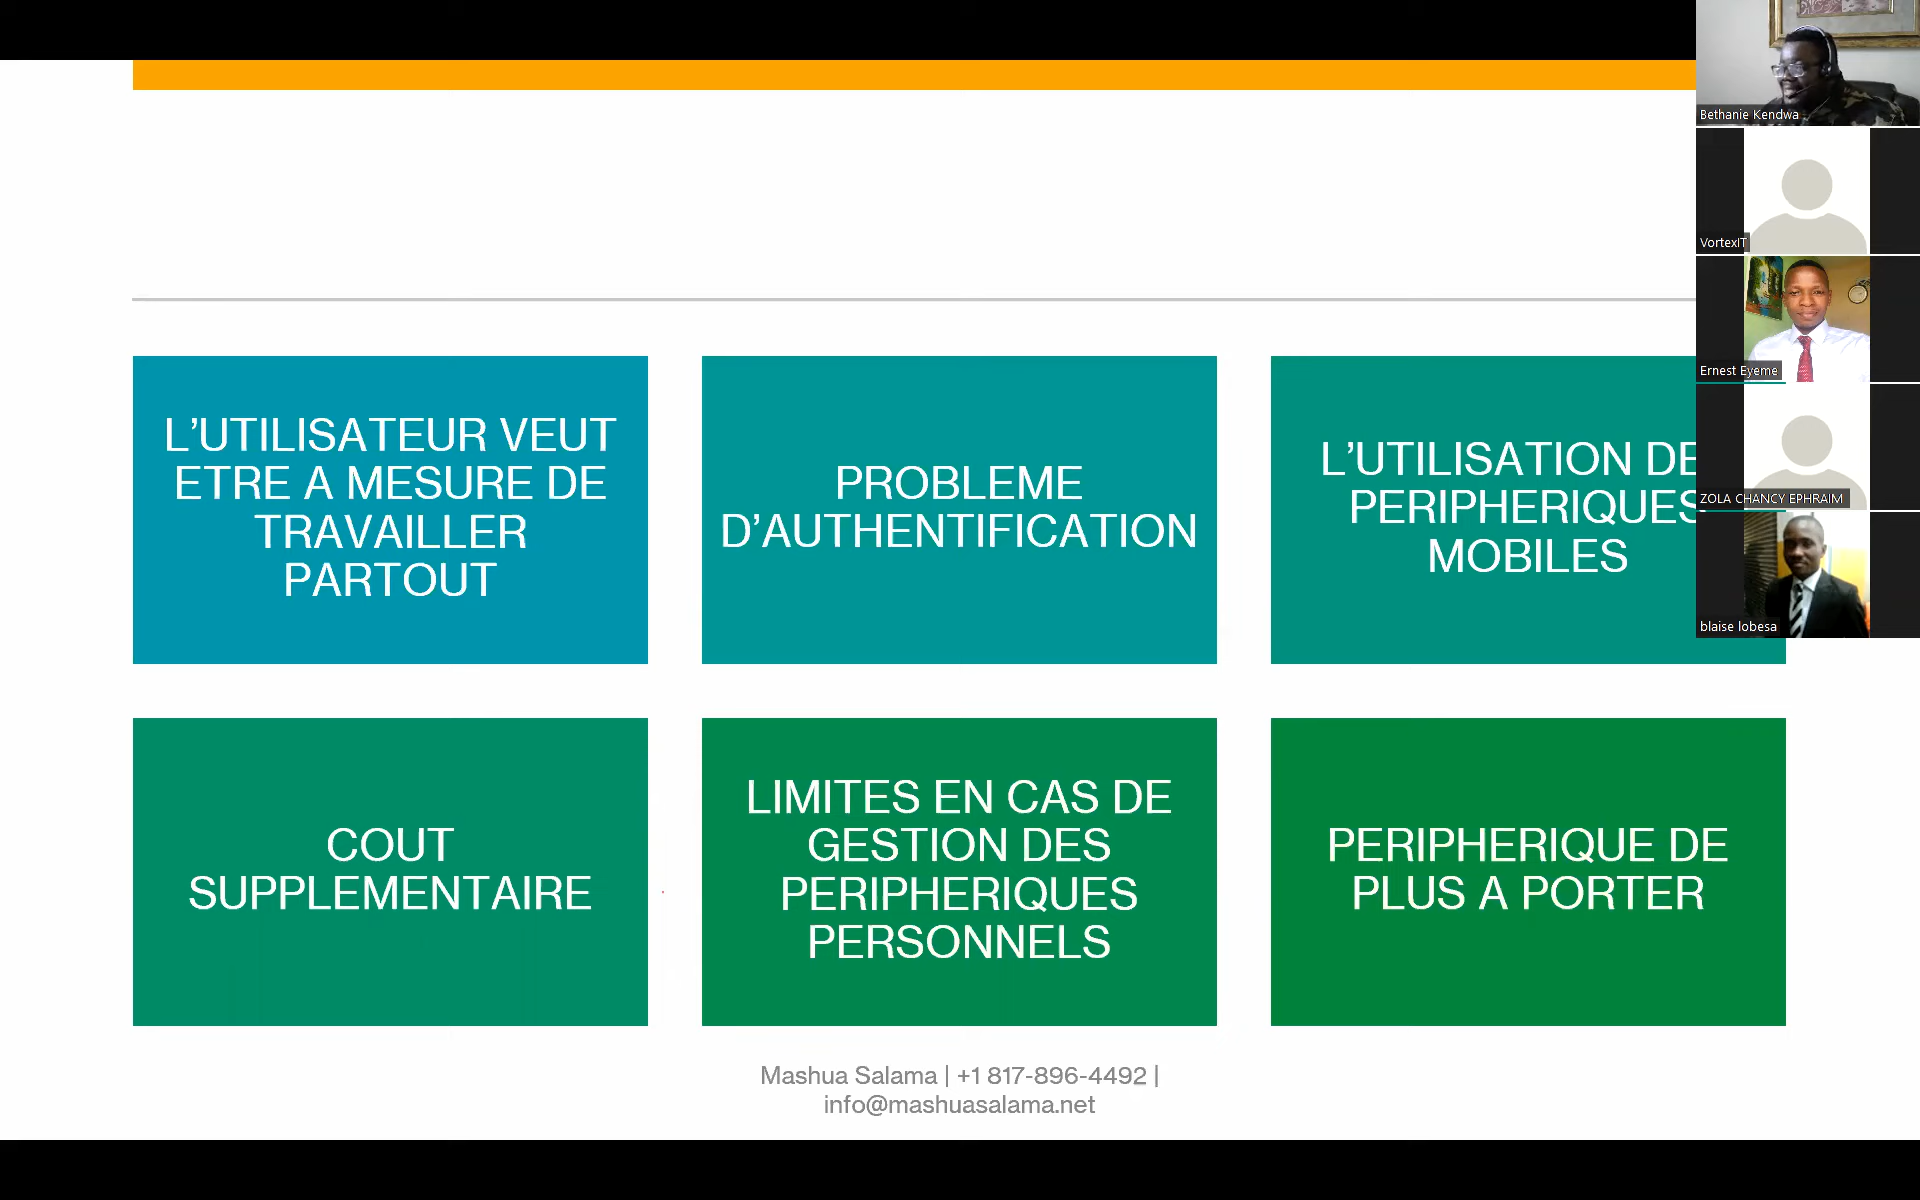 L’UTILISATEUR VEUT
ETRE A MESURE DE
TRAVAILLER
PARTOUT
PROBLEME
D’AUTHENTIFICATION
L’UTILISATION
PERIPHERIQUES
MOBILES
COUT
SUPPLEMENTAIRE
LIMITES EN CAS DE
GESTION DES
PERIPHERIQUES
PERSONNELS
PERIPHERIQUE DE
PLUS A PORTER
Mashua Salama | +1 817-896-4492 |
info@mashuasalama.net
Bethanie Kendwa
VortexIT
Ernest Eyeme
ZOLA CHANCY EPHRAIM
blaise lobesa